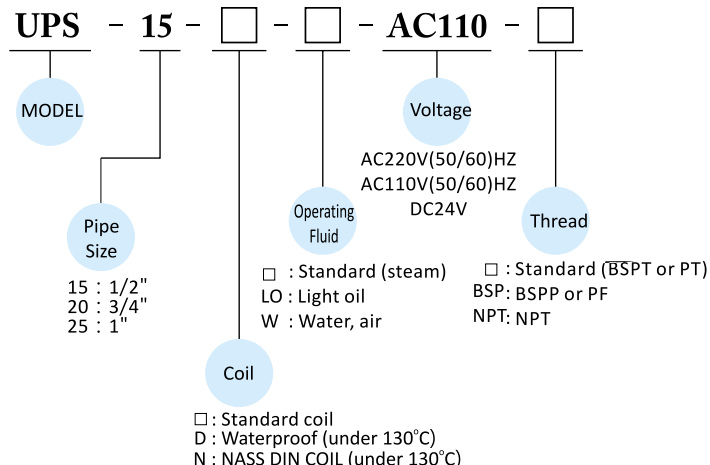 UPS - 15 - □ - □ - AC110 - □
MODEL
Pipe
Size
15 : 1/2"
20 : 3/4"
25 : 1"
Coil
□ : Standard coil
D : Waterproof (under 130°C)
N : NASS DIN COIL (under 130°C)
Operating
Fluid
□ : Standard (steam)
LO : Light oil
W : Water, air
Voltage
AC220V(50/60)HZ
AC110V(50/60)HZ
DC24V
Thread
□ : Standard (BSPT or PT)
BSP: BSPP or PF
NPT: NPT